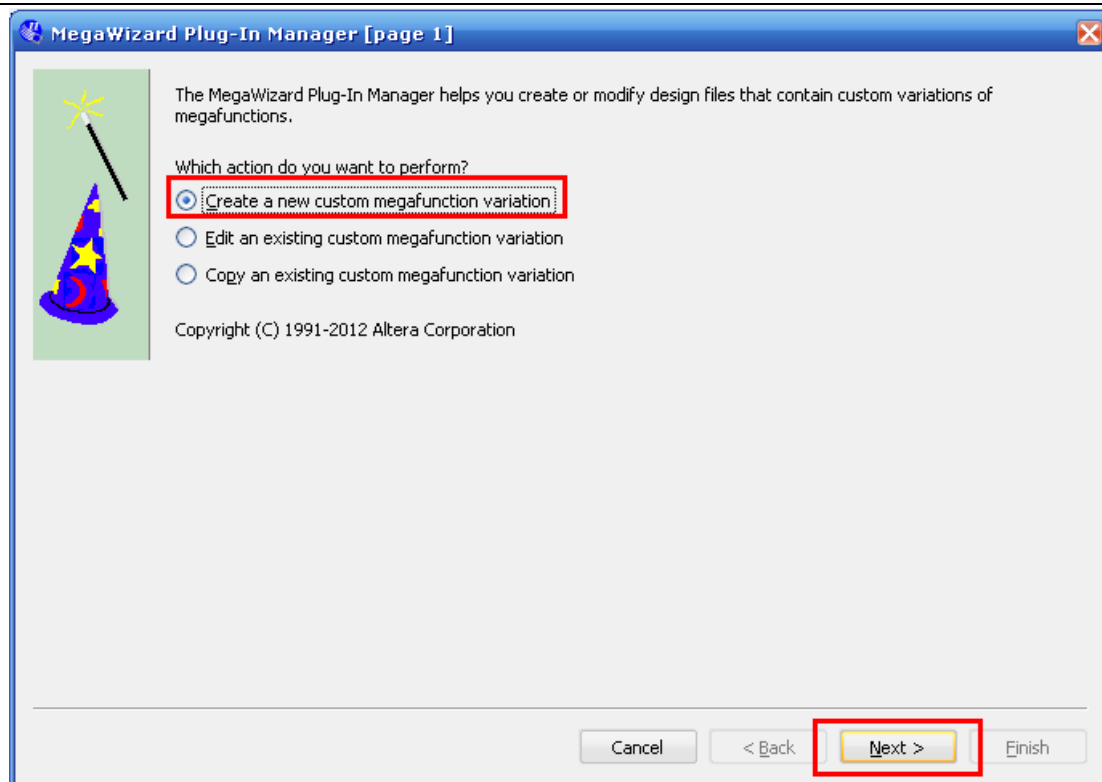 MegaWizard Plug-In Manager [page 1]
The MegaWizard Plug-In Manager helps you create or modify design files that contain custom variations of
megafunctions.
Which action do you want to perform?
Create a new custom megafunction variation
Edit an existing custom megafunction variation
Copy an existing custom megafunction variation
Copyright (C) 1991-2012 Altera Corporation
Cancel < Back Next > Finish